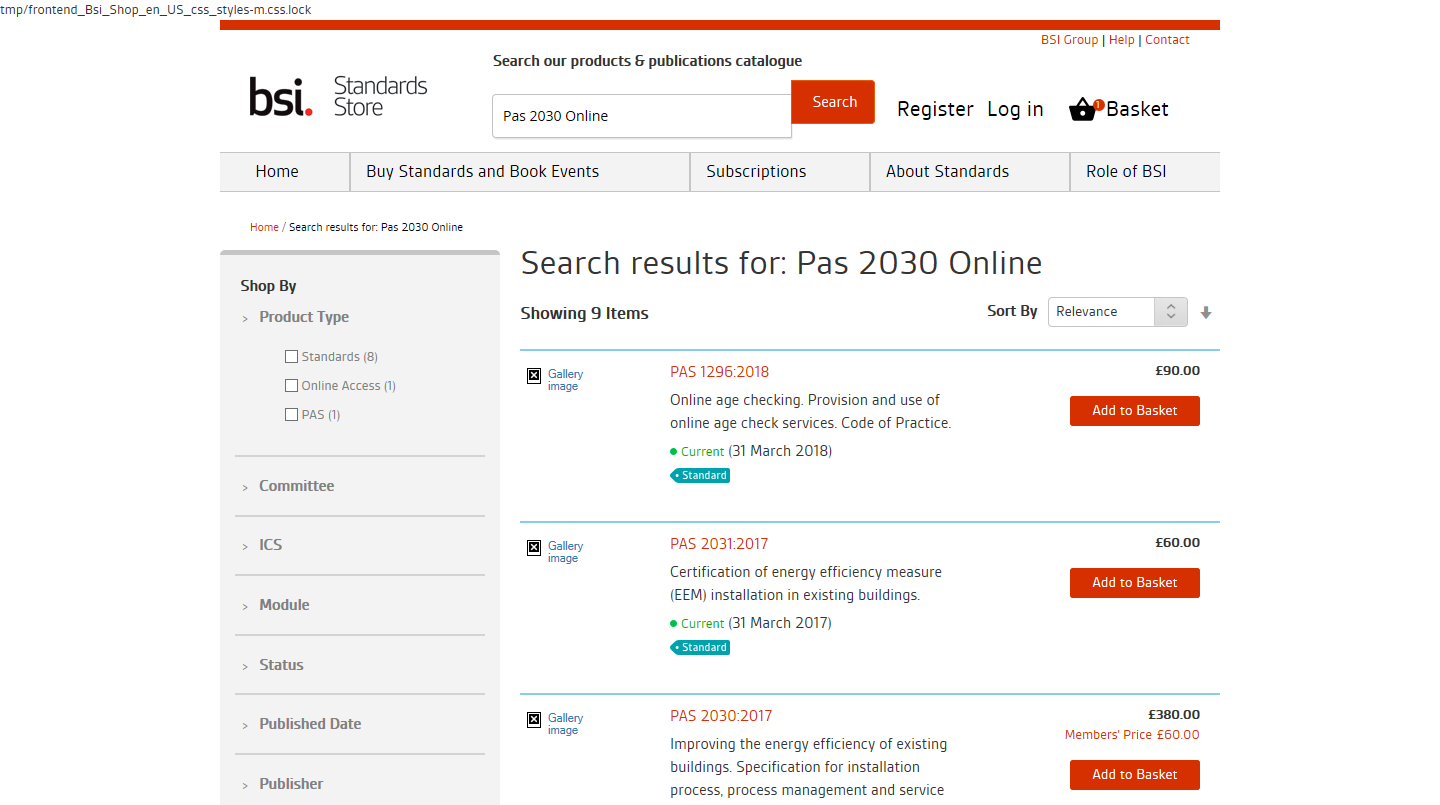 tmp/frontend_Bsi_Shop_en_US_css_styles-m.css.lock
BSI Group | Help | Contact
Search our products & publications catalogue
bsi. Standards Store
Pas 2030 Online
Search
Register Log in 1 Basket
Home Buy Standards and Book Events Subscriptions About Standards Role of BSI
Home / Search results for: Pas 2030 Online
Shop By
> Product Type
Standards (8)
Online Access (1)
PAS (1)
> Committee
> ICS
> Module
> Status
> Published Date
> Publisher
Search results for: Pas 2030 Online
Showing 9 Items
Sort By Relevance
Gallery image
PAS 1296:2018
£90.00
Online age checking. Provision and use of
online age check services. Code of Practice.
Add to Basket
Current (31 March 2018)
Standard
Gallery image
PAS 2031:2017
£60.00
Certification of energy efficiency measure
(EEM) installation in existing buildings.
Add to Basket
Current (31 March 2017)
Standard
Gallery image
PAS 2030:2017
£380.00
Members' Price £60.00
Improving the energy efficiency of existing
buildings. Specification for installation
process, process management and service
Add to Basket